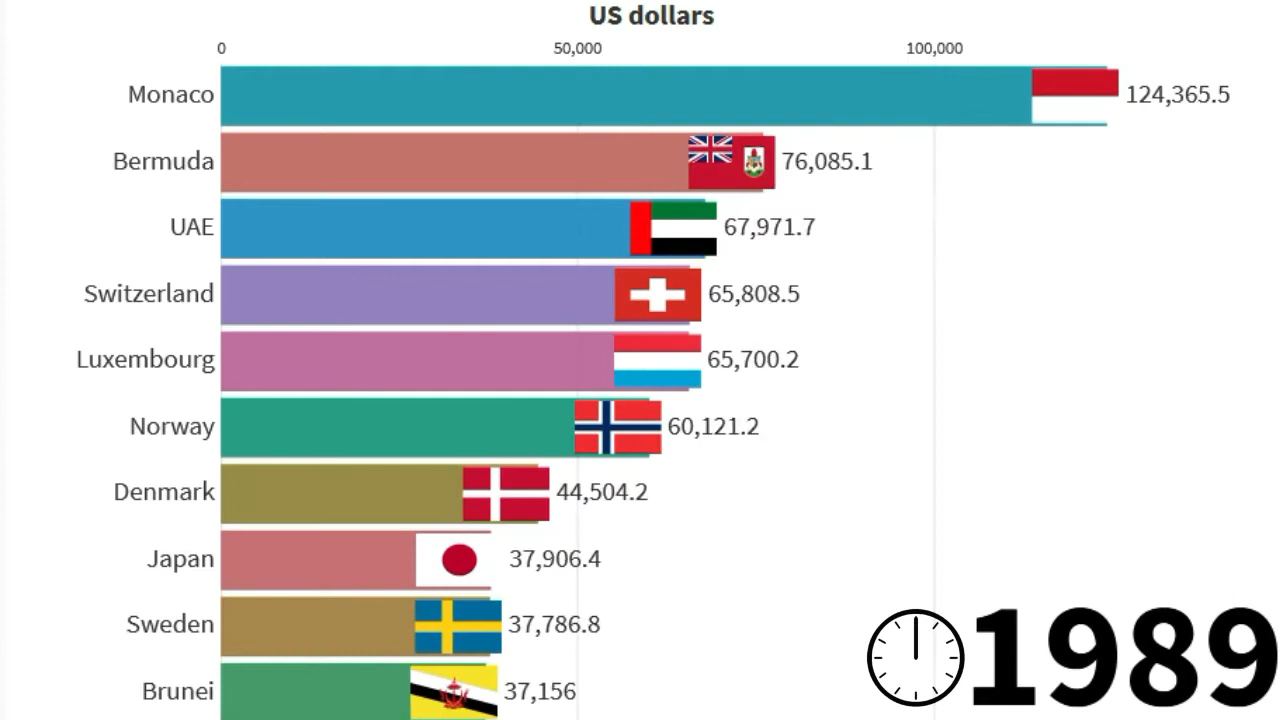 US dollars
0 50,000 100,000
Monaco 124,365.5
Bermuda 76,085.1
UAE 67,971.7
Switzerland 65,808.5
Luxembourg 65,700.2
Norway 60,121.2
Denmark 44,504.2
Japan 37,906.4
Sweden 37,786.8
Brunei 37,156
1989